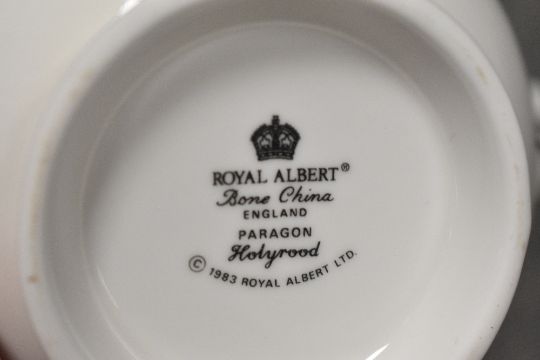 ROYAL ALBERT®
Bone China
ENGLAND
PARAGON
Holyrood
© 1983 ROYAL ALBERT LTD.